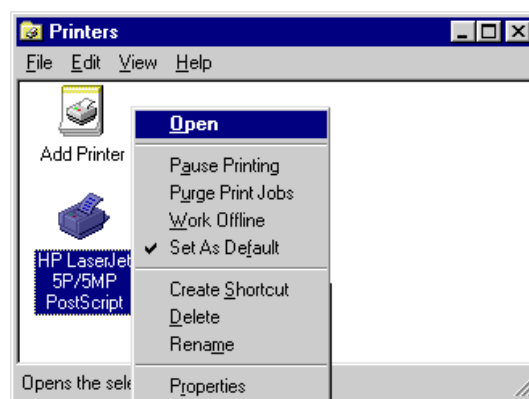 Printers
File Edit View Help
Add Printer
HP LaserJet
5P/5MP
PostScript
Open
Pause Printing
Purge Print Jobs
Work Offline
Set As Default
Create Shortcut
Delete
Rename
Properties
Opens the